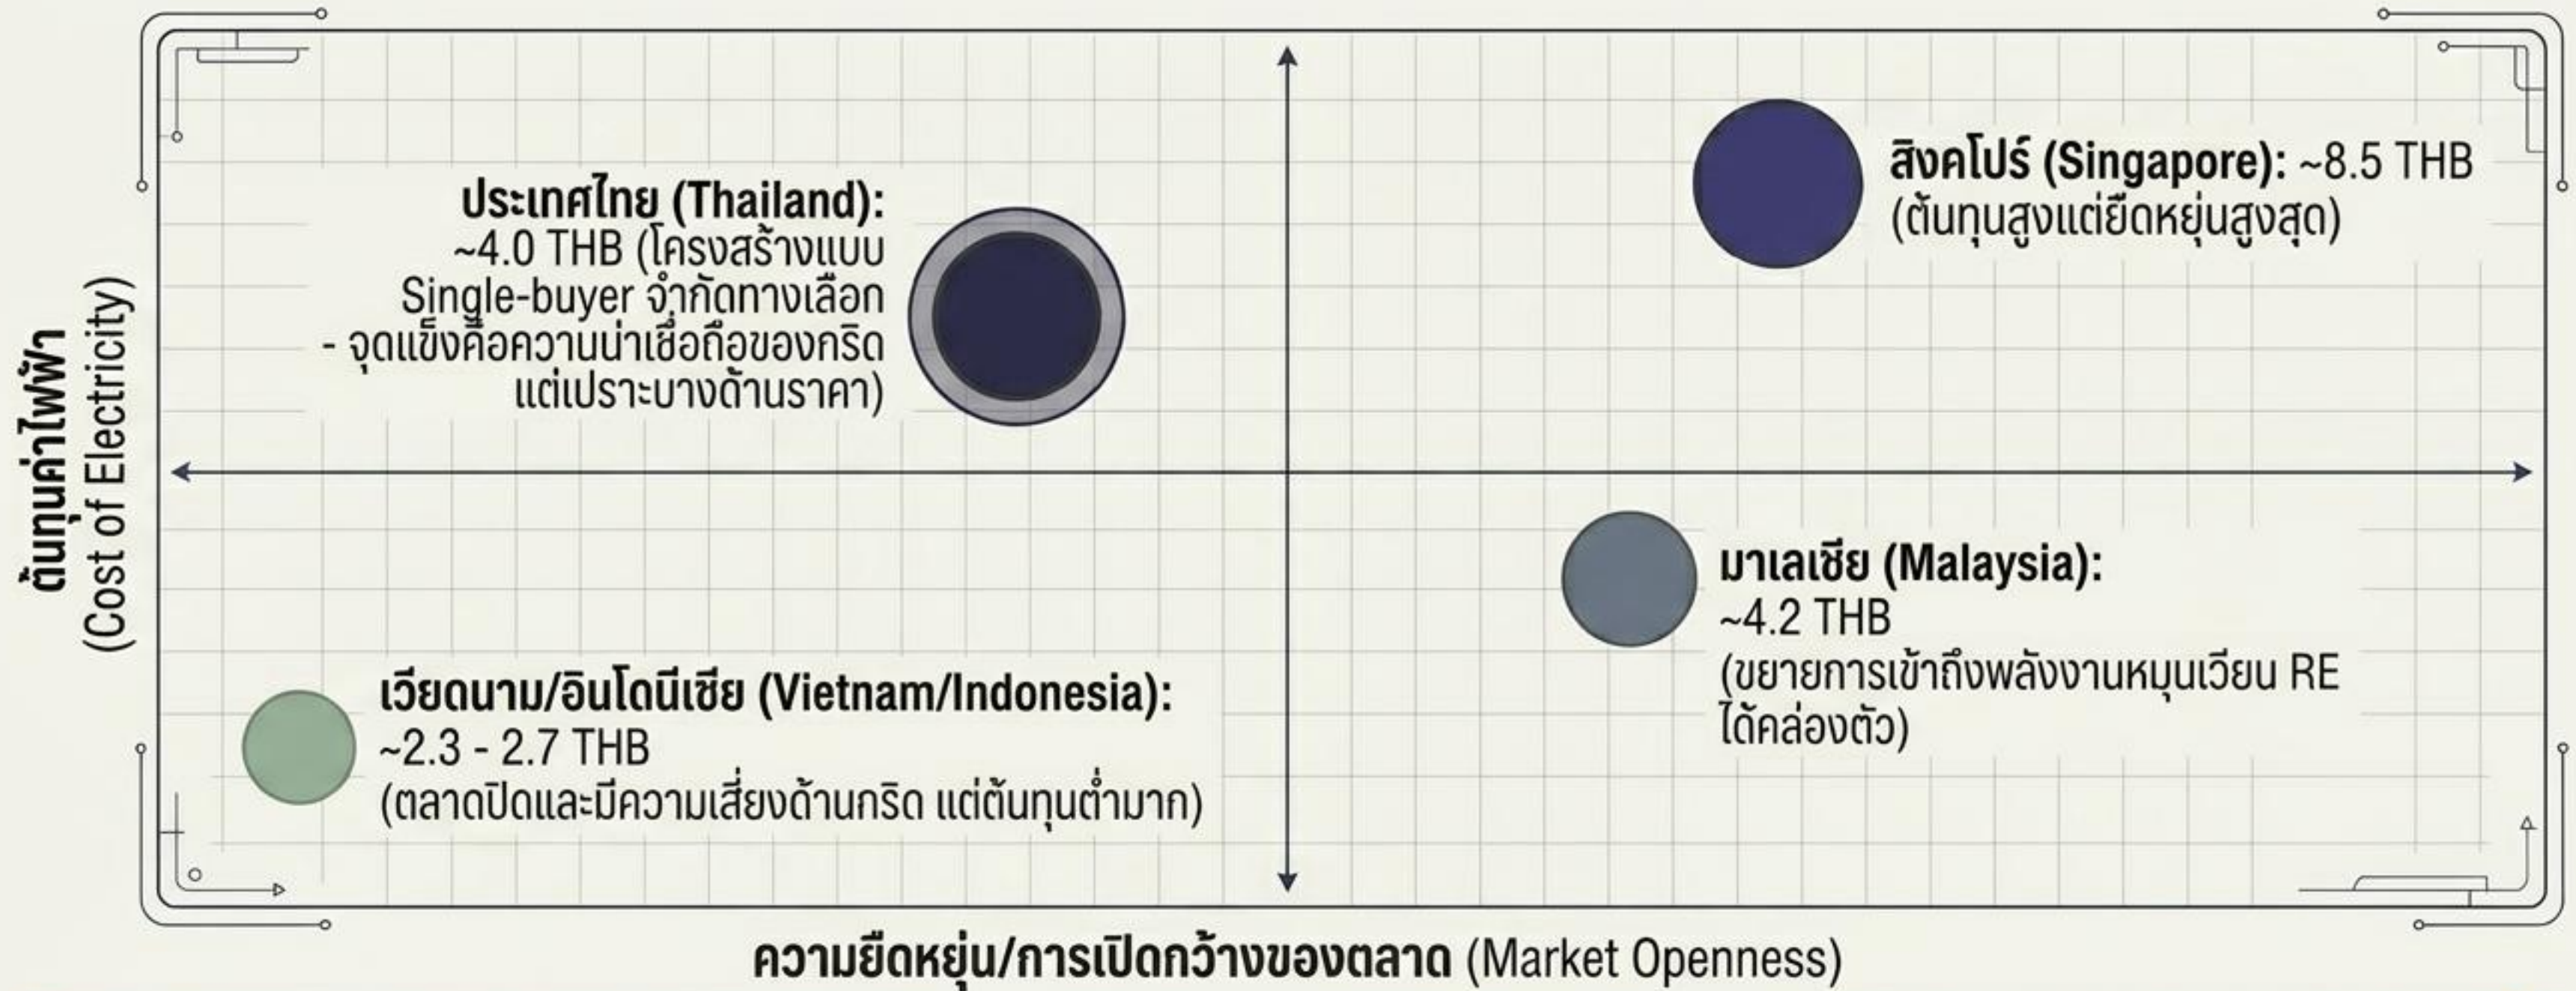 ต้นทุนค่าไฟฟ้า
(Cost of Electricity)
ประเทศไทย (Thailand):
~4.0 THB (โครงสร้างแบบ
Single-buyer จำกัดทางเลือก
- จุดแข็งคือความน่าเชื่อถือของกริด
แต่เปราะบางด้านราคา)
สิงคโปร์ (Singapore): ~8.5 THB
(ต้นทุนสูงแต่ยืดหยุ่นสูงสุด)
เวียดนาม/อินโดนีเซีย (Vietnam/Indonesia):
~2.3 - 2.7 THB
(ตลาดปิดและมีความเสี่ยงด้านกริด แต่ต้นทุนต่ำมาก)
มาเลเซีย (Malaysia):
~4.2 THB
(ขยายการเข้าถึงพลังงานหมุนเวียน RE
ได้คล่องตัว)
ความยืดหยุ่น/การเปิดกว้างของตลาด (Market Openness)